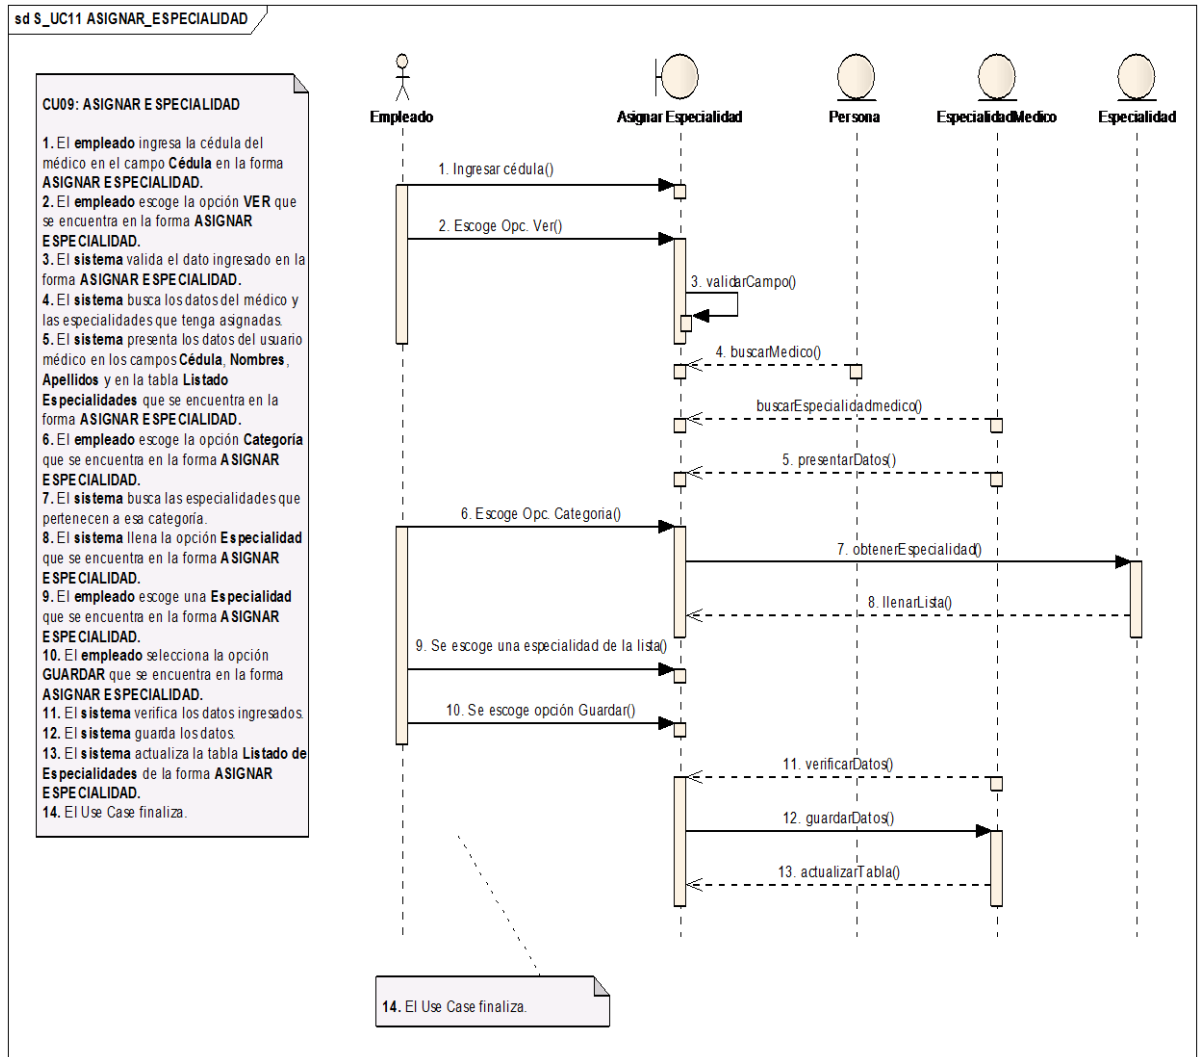 sd S_UC11 ASIGNAR_ESPECIALIDAD
CU09: ASIGNAR ESPECIALIDAD
1. El empleado ingresa la cédula del
médico en el campo Cédula en la forma
ASIGNAR ESPECIALIDAD.
2. El empleado escoge la opción VER que
se encuentra en la forma ASIGNAR
ESPECIALIDAD.
3. El sistema valida el dato ingresado en la
forma ASIGNAR ESPECIALIDAD.
4. El sistema busca los datos del médico y
las especialidades que tenga asignadas.
5. El sistema presenta los datos del usuario
médico en los campos Cédula, Nombres,
Apellidos y en la tabla Listado
Especialidades que se encuentra en la
forma ASIGNAR ESPECIALIDAD.
6. El empleado escoge la opción Categoría
que se encuentra en la forma ASIGNAR
ESPECIALIDAD.
7. El sistema busca las especialidades que
pertenecen a esa categoría.
8. El sistema llena la opción Especialidad
que se encuentra en la forma ASIGNAR
ESPECIALIDAD.
9. El empleado escoge una Especialidad
que se encuentra en la forma ASIGNAR
ESPECIALIDAD.
10. El empleado selecciona la opción
GUARDAR que se encuentra en la forma
ASIGNAR ESPECIALIDAD.
11. El sistema verifica los datos ingresados.
12. El sistema guarda los datos.
13. El sistema actualiza la tabla Listado de
Especialidades de la forma ASIGNAR
ESPECIALIDAD.
14. El Use Case finaliza.
Empleado
Asignar Especialidad
Persona
EspecialidadMedico
Especialidad
1. Ingresar cédula()
2. Escoge Opc. Ver()
3. validarCampo()
4. buscarMedico()
buscarEspecialidadmedico()
5. presentarDatos()
6. Escoge Opc. Categoria()
7. obtenerEspecialidad()
8. llenarLista()
9. Se escoge una especialidad de la lista()
10. Se escoge opción Guardar()
11. verificarDatos()
12. guardarDatos()
13. actualizarTabla()
14. El Use Case finaliza.